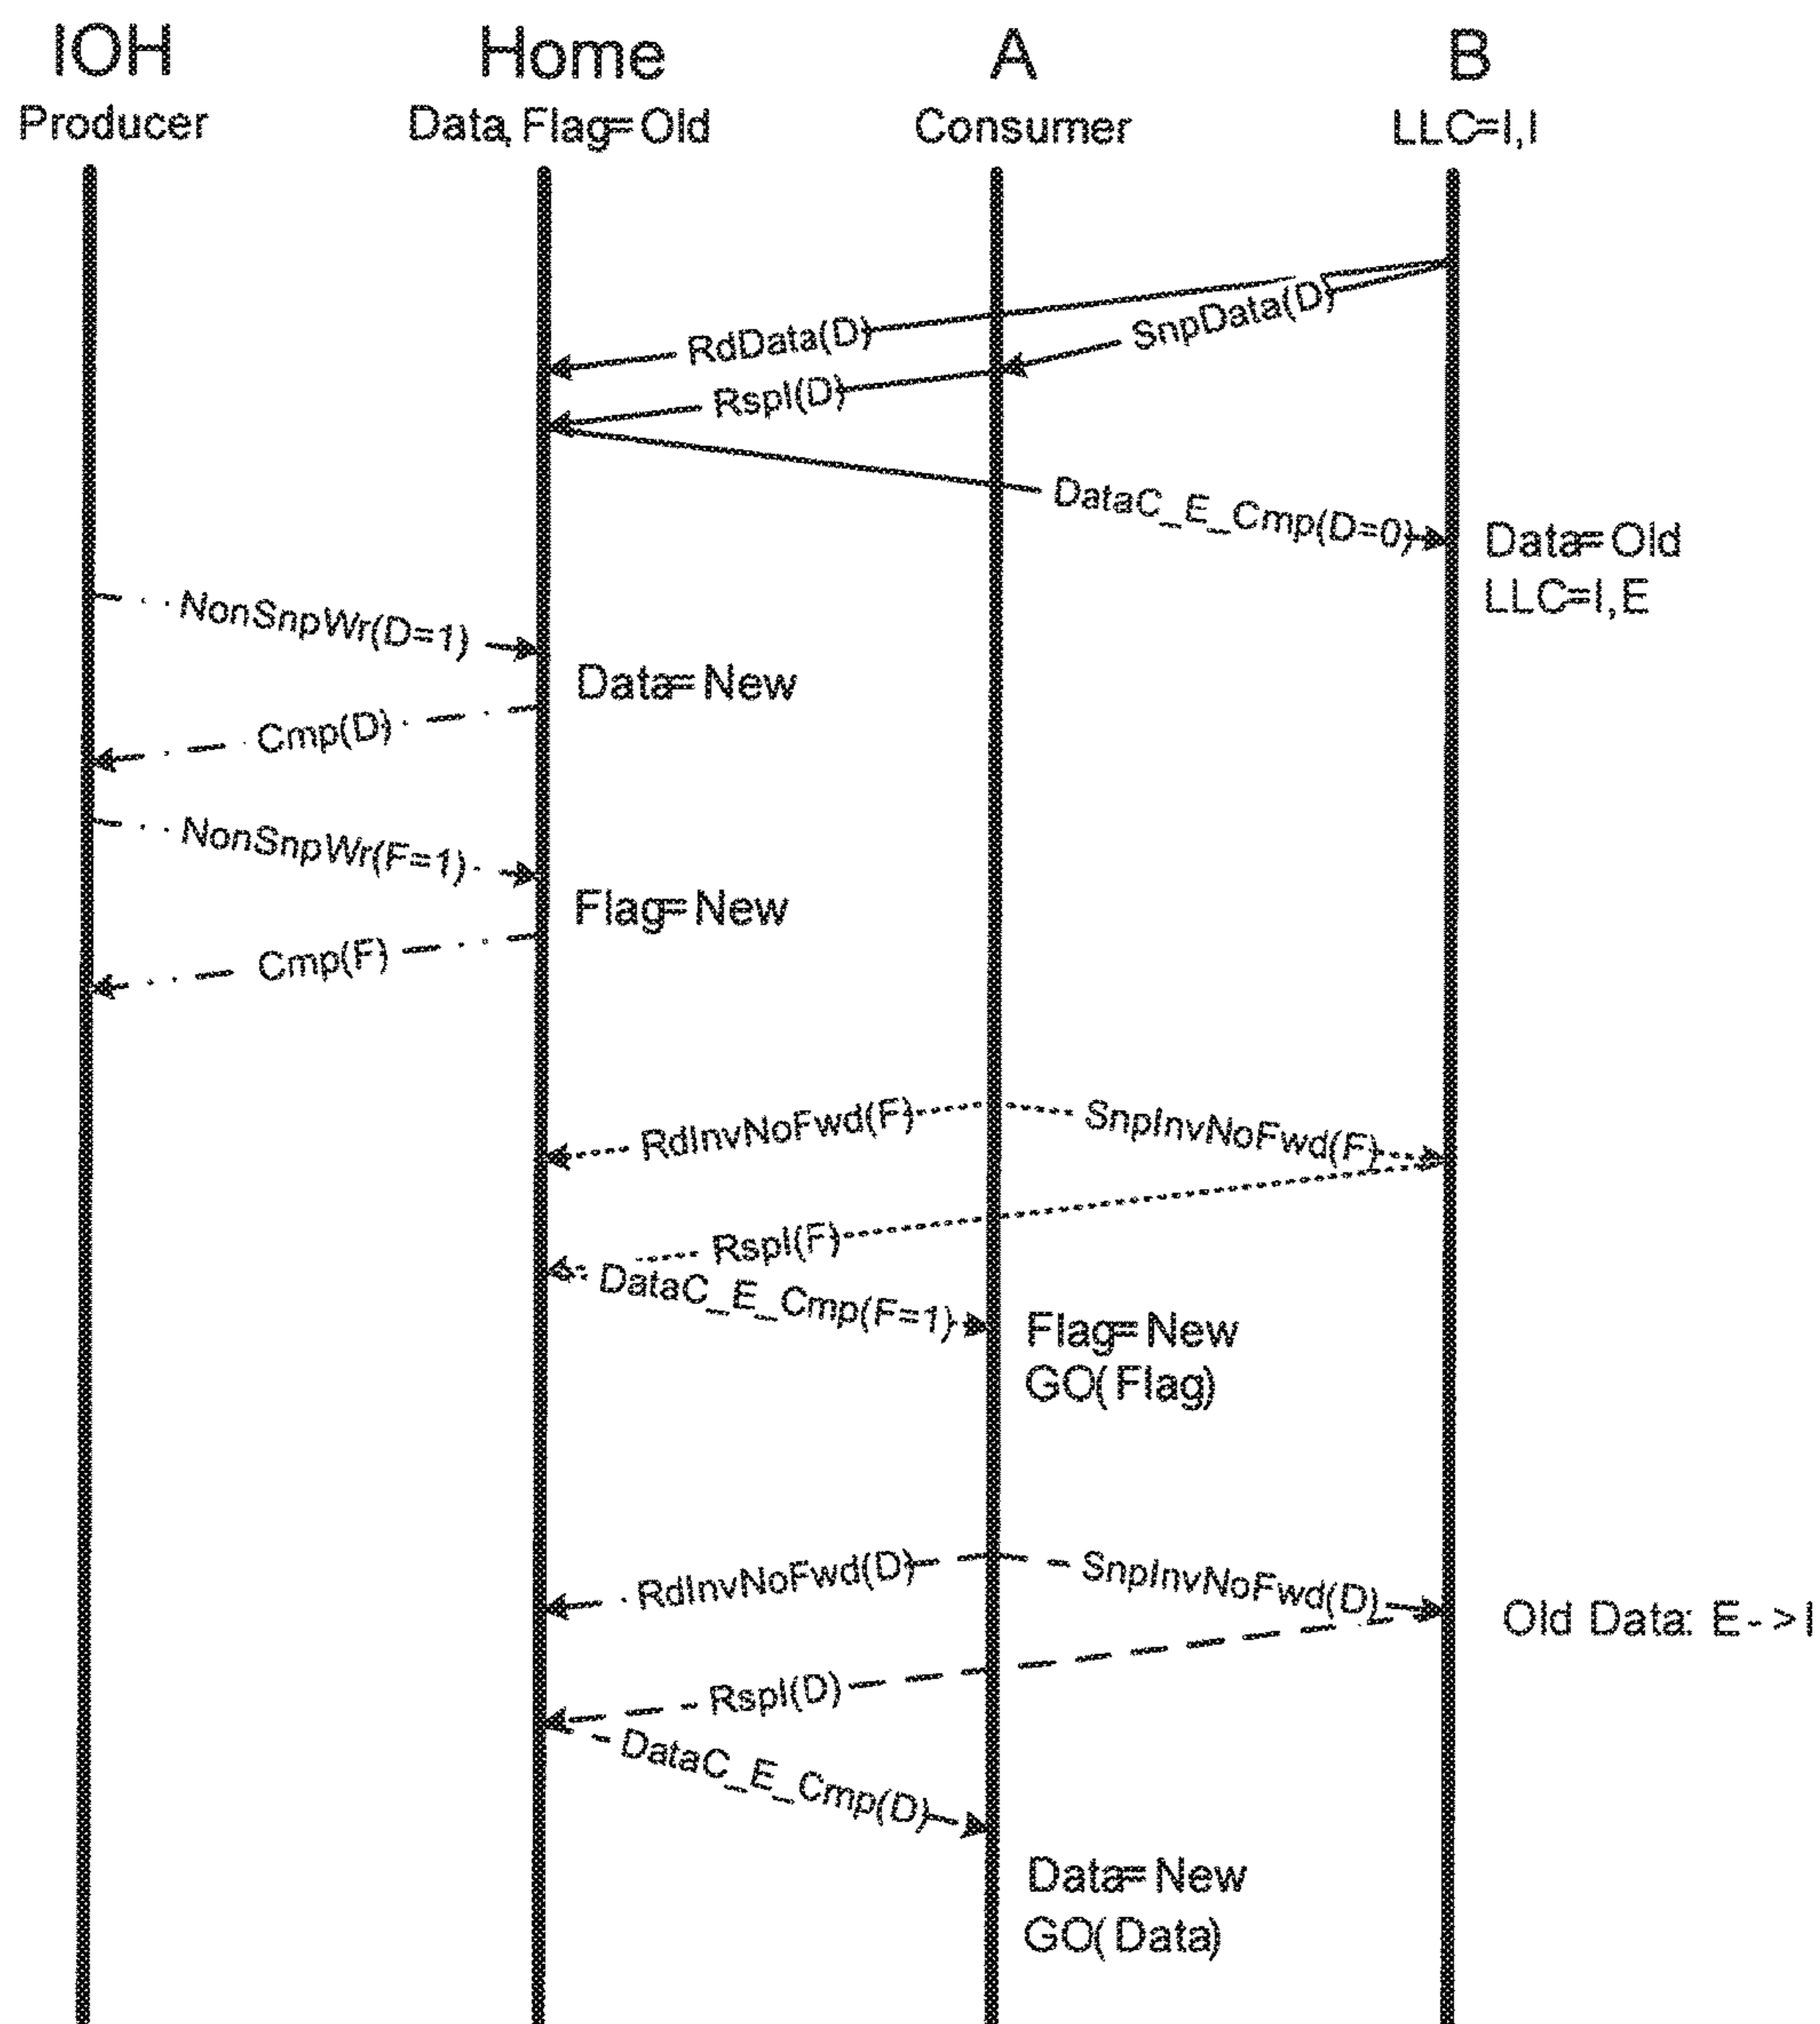 IOH
Producer
Home
Data, Flag=Old
A
Consumer
B
LLC=I,I
RdData(D)
SnpData(D)
RspI(D)
DataC_E_Cmp(D=0)
Data=Old
LLC=I,E
NonSnpWr(D=1)
Data=New
Cmp(D)
NonSnpWr(F=1)
Flag=New
Cmp(F)
RdInvNoFwd(F)
SnpInvNoFwd(F)
RspI(F)
DataC_E_Cmp(F=1)
Flag=New
GO(Flag)
RdInvNoFwd(D)
SnpInvNoFwd(D)
Old Data: E->I
RspI(D)
DataC_E_Cmp(D)
Data=New
GO(Data)